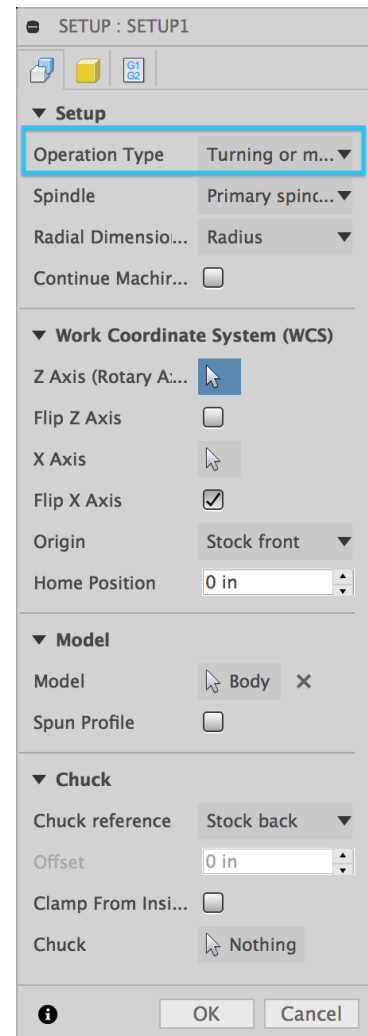 SETUP : SETUP1
G1
G2
▼ Setup
Operation Type Turning or m...▼
Spindle Primary spinc...▼
Radial Dimensio... Radius ▼
Continue Machir...
▼ Work Coordinate System (WCS)
Z Axis (Rotary A:...
Flip Z Axis
X Axis
Flip X Axis
Origin Stock front ▼
Home Position 0 in
▼ Model
Model Body ×
Spun Profile
▼ Chuck
Chuck reference Stock back ▼
Offset 0 in
Clamp From Insi...
Chuck Nothing
OK Cancel